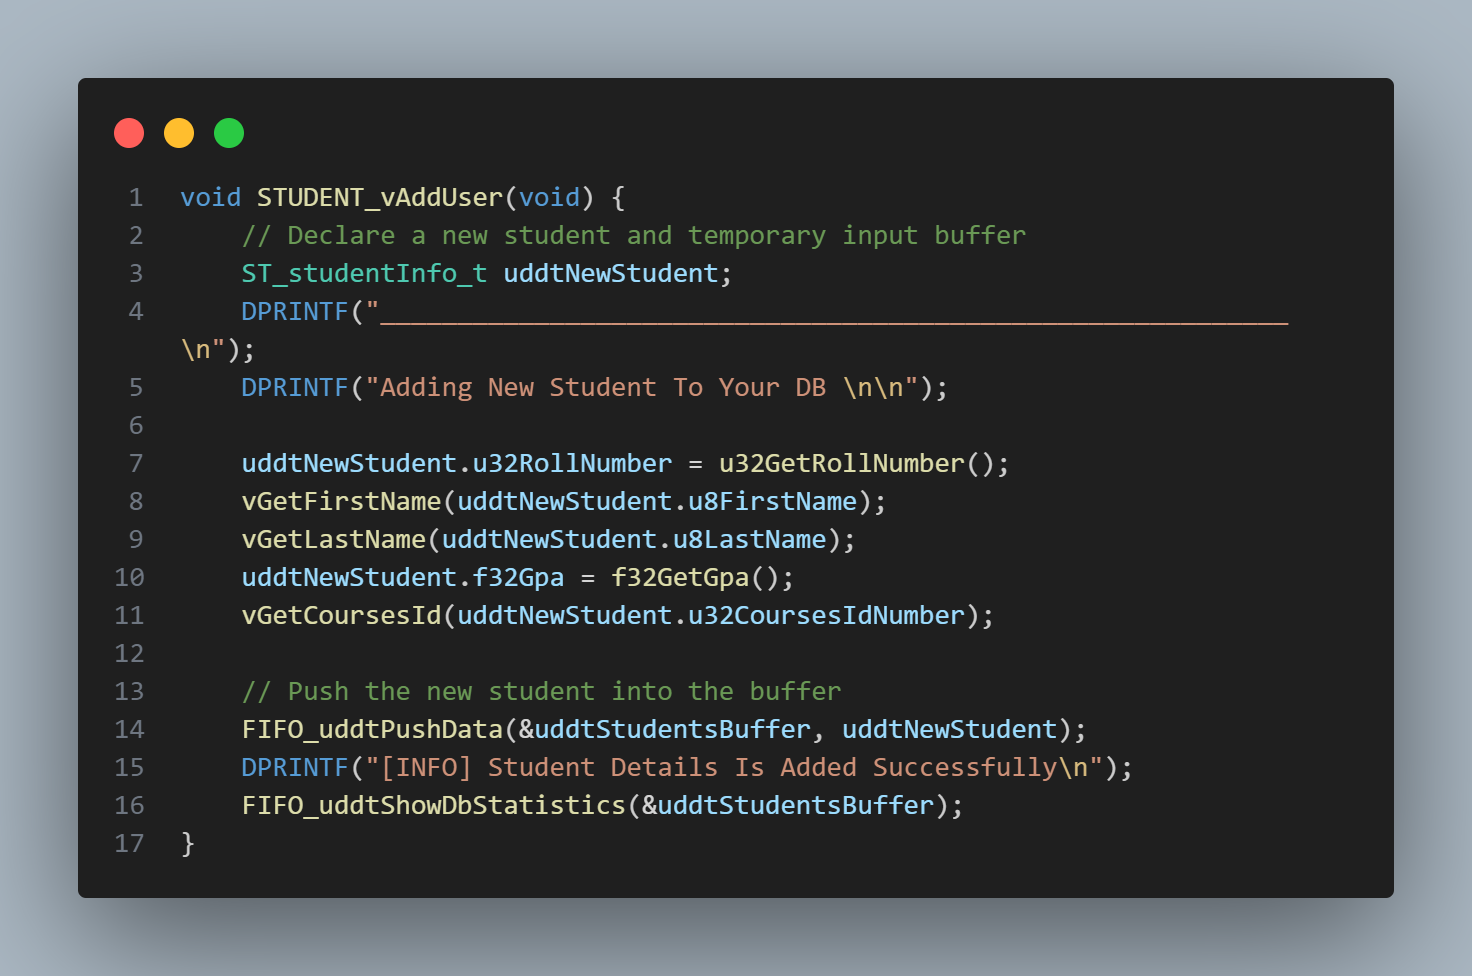 1 void STUDENT_vAddUser(void) {
2 // Declare a new student and temporary input buffer
3 ST_studentInfo_t uddtNewStudent;
4 DPRINTF("___________________________________________________________
\n");
5 DPRINTF("Adding New Student To Your DB \n\n");
6
7 uddtNewStudent.u32RollNumber = u32GetRollNumber();
8 vGetFirstName(uddtNewStudent.u8FirstName);
9 vGetLastName(uddtNewStudent.u8LastName);
10 uddtNewStudent.f32Gpa = f32GetGpa();
11 vGetCoursesId(uddtNewStudent.u32CoursesIdNumber);
12
13 // Push the new student into the buffer
14 FIFO_uddtPushData(&uddtStudentsBuffer, uddtNewStudent);
15 DPRINTF("[INFO] Student Details Is Added Successfully\n");
16 FIFO_uddtShowDbStatistics(&uddtStudentsBuffer);
17 }